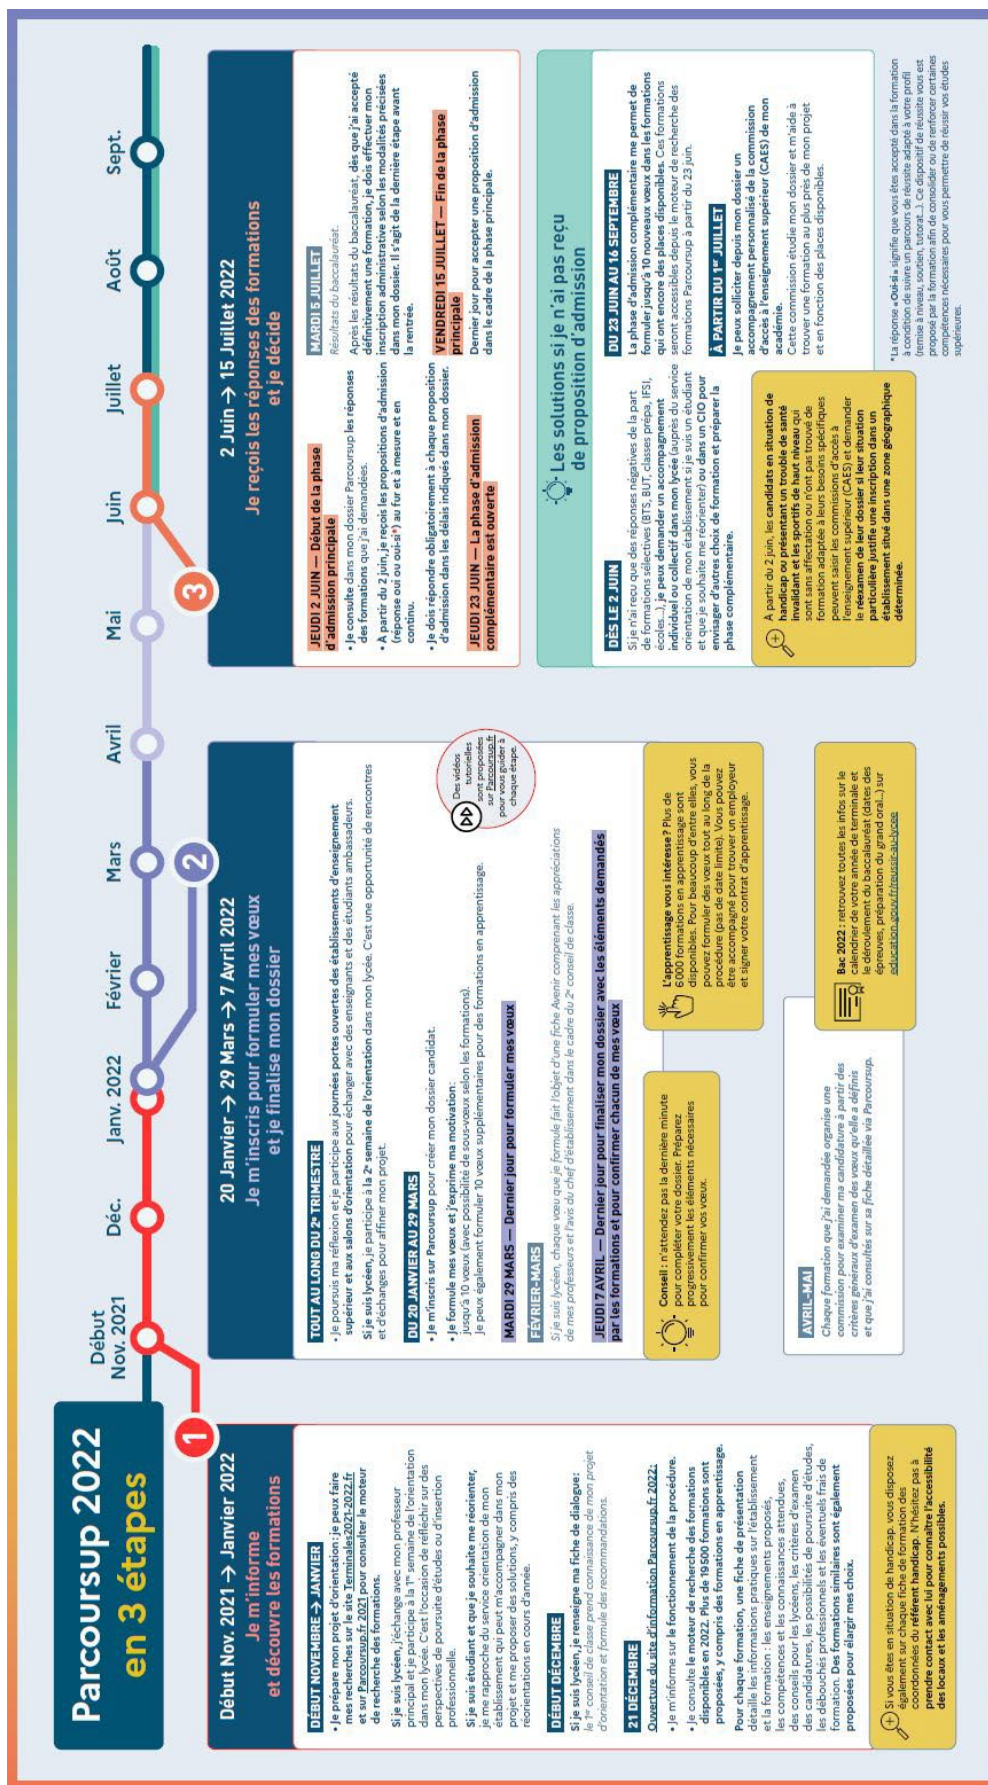 Parcoursup 2022
en 3 étapes
Début
Nov. 2021
Déc.
Janv. 2022
Février
Mars
Avril
Mai
Juin
Juillet
Août
Sept.
1
2
3
Début Nov. 2021 → Janvier 2022
Je m'informe
et découvre les formations
DÉBUT NOVEMBRE → JANVIER
• Je prépare mon projet d'orientation : je peux faire
mes recherches sur le site Terminales2021-2022.fr
et sur Parcoursup.fr 2021 pour consulter le moteur
de recherche des formations.
Si je suis lycéen, j'échange avec mon professeur
principal et je participe à la 1re semaine de l'orientation
dans mon lycée. C'est l'occasion de réfléchir sur des
perspectives de poursuite d'études ou d'insertion
professionnelle.
Si je suis étudiant et que je souhaite me réorienter,
je me rapproche du service orientation de mon
établissement qui peut m'accompagner dans mon
projet et me proposer des solutions, y compris des
réorientations en cours d'année.
DÉBUT DÉCEMBRE
Si je suis lycéen, je renseigne ma fiche de dialogue :
le 1er conseil de classe prend connaissance de mon projet
d'orientation et formule des recommandations.
21 DÉCEMBRE
Ouverture du site d'information Parcoursup.fr 2022 :
• Je m'informe sur le fonctionnement de la procédure.
• Je consulte le moteur de recherche des formations
disponibles en 2022. Plus de 19 500 formations sont
proposées, y compris des formations en apprentissage.
Pour chaque formation, une fiche de présentation
détaille les informations pratiques sur l'établissement
et la formation : les enseignements proposés,
les compétences et les connaissances attendues,
des conseils pour les lycéens, les critères d'examen
des candidatures, les possibilités de poursuite d'études,
les débouchés professionnels et les éventuels frais de
formation. Des formations similaires sont également
proposées pour élargir mes choix.
Si vous êtes en situation de handicap, vous disposez
également sur chaque fiche de formation des
coordonnées du référent handicap. N'hésitez pas à
prendre contact avec lui pour connaître l'accessibilité
des locaux et les aménagements possibles.
20 Janvier → 29 Mars → 7 Avril 2022
Je m'inscris pour formuler mes vœux
et je finalise mon dossier
TOUT AU LONG DU 2e TRIMESTRE
• Je poursuis ma réflexion et je participe aux journées portes ouvertes des établissements d'enseignement
supérieur et aux salons d'orientation pour échanger avec des enseignants et des étudiants ambassadeurs.
Si je suis lycéen, je participe à la 2e semaine de l'orientation dans mon lycée. C'est une opportunité de rencontres
et d'échanges pour affiner mon projet.
DU 20 JANVIER AU 29 MARS
• Je m'inscris sur Parcoursup pour créer mon dossier candidat.
• Je formule mes vœux et j'exprime ma motivation :
jusqu'à 10 vœux (avec possibilité de sous-vœux selon les formations).
Je peux également formuler 10 vœux supplémentaires pour des formations en apprentissage.
MARDI 29 MARS — Dernier jour pour formuler mes vœux
FÉVRIER-MARS
Si je suis lycéen, chaque vœu que je formule fait l'objet d'une fiche Avenir comprenant les appréciations
de mes professeurs et l'avis du chef d'établissement dans le cadre du 2e conseil de classe.
JEUDI 7 AVRIL — Dernier jour pour finaliser mon dossier avec les éléments demandés
par les formations et pour confirmer chacun de mes vœux
Des vidéos
tutorielles
sont proposées
sur Parcoursup.fr
pour vous guider à
chaque étape.
Conseil : n'attendez pas la dernière minute
pour compléter votre dossier. Préparez
progressivement les éléments nécessaires
pour confirmer vos vœux.
L'apprentissage vous intéresse ? Plus de
6 000 formations en apprentissage sont
disponibles. Pour beaucoup d'entre elles, vous
pouvez formuler des vœux tout au long de la
procédure (pas de date limite). Vous pouvez
être accompagné pour trouver un employeur
et signer votre contrat d'apprentissage.
AVRIL-MAI
Chaque formation que j'ai demandée organise une
commission pour examiner ma candidature à partir des
critères généraux d'examen des vœux qu'elle a définis
et que j'ai consultés sur sa fiche détaillée via Parcoursup.
Bac 2022 : retrouvez toutes les infos sur le
calendrier de votre année de terminale et
le déroulement du baccalauréat (dates des
épreuves, préparation du grand oral...) sur
education.gouv.fr/reussir-au-lycee
2 Juin → 15 Juillet 2022
Je reçois les réponses des formations
et je décide
JEUDI 2 JUIN — Début de la phase
d'admission principale
• Je consulte dans mon dossier Parcoursup les réponses
des formations que j'ai demandées.
• À partir du 2 juin, je reçois les propositions d'admission
(réponse oui ou oui-si*) au fur et à mesure et en
continu.
• Je dois répondre obligatoirement à chaque proposition
d'admission dans les délais indiqués dans mon dossier.
JEUDI 23 JUIN — La phase d'admission
complémentaire est ouverte
MARDI 5 JUILLET
Résultats du baccalauréat.
Après les résultats du baccalauréat, dès que j'ai accepté
définitivement une formation, je dois effectuer mon
inscription administrative selon les modalités précisées
dans mon dossier. Il s'agit de la dernière étape avant
la rentrée.
VENDREDI 15 JUILLET — Fin de la phase
principale
Dernier jour pour accepter une proposition d'admission
dans le cadre de la phase principale.
Les solutions si je n'ai pas reçu
de proposition d'admission
DÈS LE 2 JUIN
Si je n'ai reçu que des réponses négatives de la part
de formations sélectives (BTS, BUT, classes prépa, IFSI,
écoles...), je peux demander un accompagnement
individuel ou collectif dans mon lycée (auprès du service
orientation de mon établissement si je suis un étudiant
et que je souhaite me réorienter) ou dans un CIO pour
envisager d'autres choix de formation et préparer la
phase complémentaire.
DU 23 JUIN AU 16 SEPTEMBRE
La phase d'admission complémentaire me permet de
formuler jusqu'à 10 nouveaux vœux dans les formations
qui ont encore des places disponibles. Ces formations
seront accessibles depuis le moteur de recherche des
formations Parcoursup à partir du 23 juin.
À PARTIR DU 1er JUILLET
Je peux solliciter depuis mon dossier un
accompagnement personnalisé de la commission
d'accès à l'enseignement supérieur (CAES) de mon
académie.
Cette commission étudie mon dossier et m'aide à
trouver une formation au plus près de mon projet
et en fonction des places disponibles.
À partir du 2 juin, les candidats en situation de
handicap ou présentant un trouble de santé
invalidant et les sportifs de haut niveau qui
sont sans affectation ou n'ont pas trouvé de
formation adaptée à leurs besoins spécifiques
peuvent saisir les commissions d'accès à
l'enseignement supérieur (CAES) et demander
le réexamen de leur dossier si leur situation
particulière justifie une inscription dans un
établissement situé dans une zone géographique
déterminée.
* La réponse « Oui-si » signifie que vous êtes accepté dans la formation
à condition de suivre un parcours de réussite adapté à votre profil
(remise à niveau, soutien, tutorat...). Ce dispositif de réussite vous est
proposé par la formation afin de consolider ou de renforcer certaines
compétences nécessaires pour vous permettre de réussir vos études
supérieures.